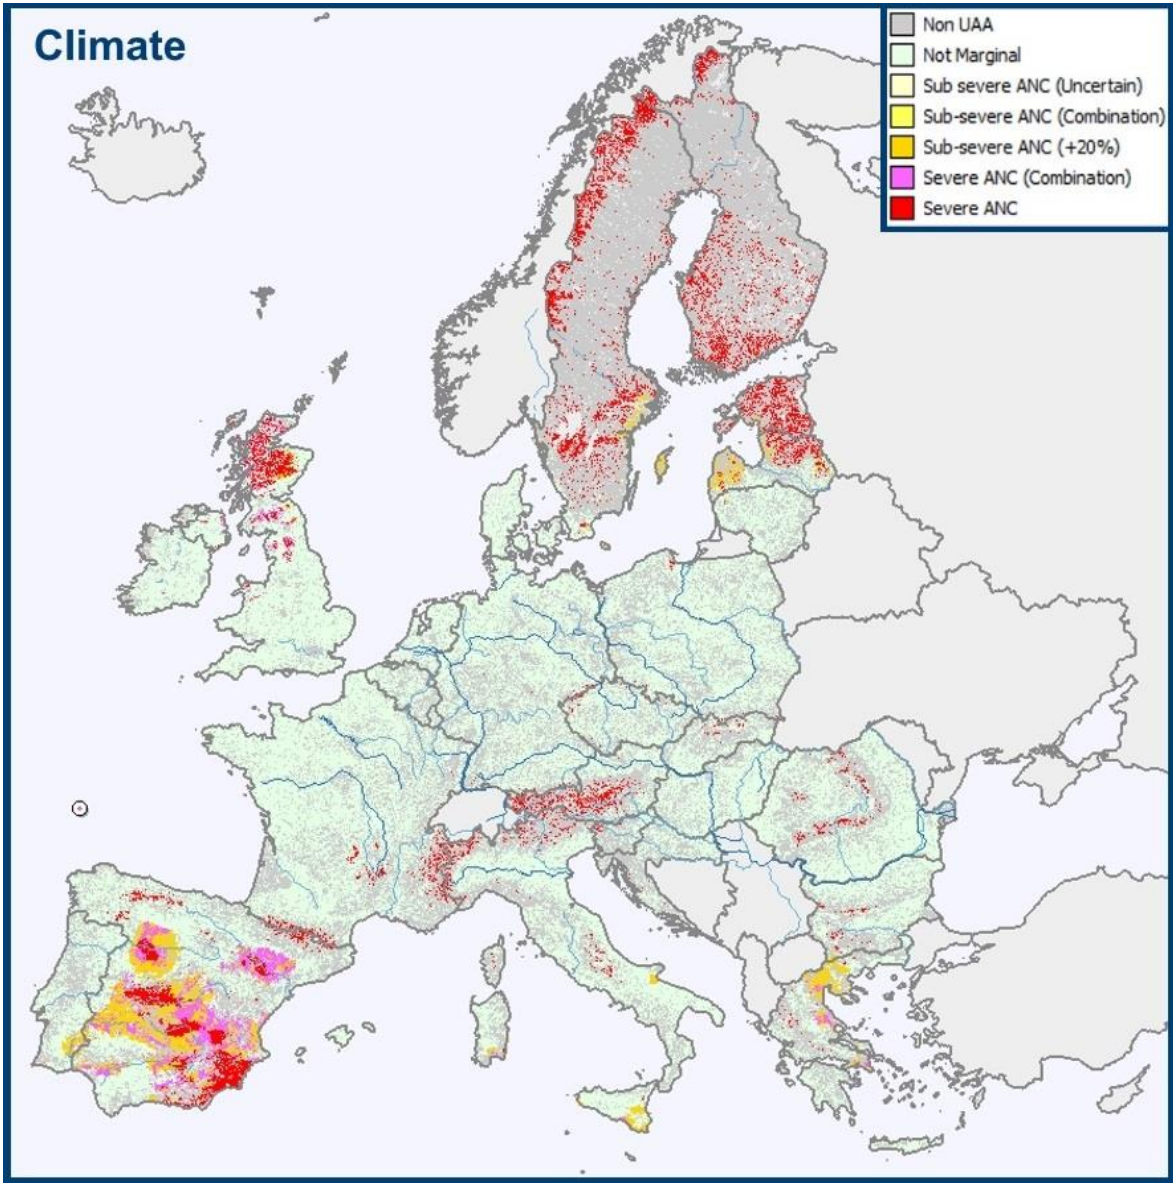 Climate
Non UAA
Not Marginal
Sub severe ANC (Uncertain)
Sub-severe ANC (Combination)
Sub-severe ANC (+20%)
Severe ANC (Combination)
Severe ANC